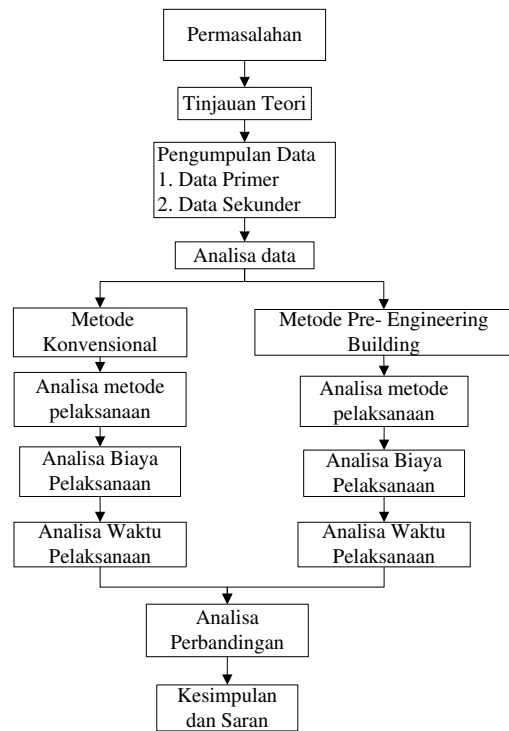 Permasalahan
Tinjauan Teori
Pengumpulan Data
1. Data Primer
2. Data Sekunder
Analisa data
Metode
Konvensional
Analisa metode
pelaksanaan
Analisa Biaya
Pelaksanaan
Analisa Waktu
Pelaksanaan
Metode Pre- Engineering
Building
Analisa metode
pelaksanaan
Analisa Biaya
Pelaksanaan
Analisa Waktu
Pelaksanaan
Analisa
Perbandingan
Kesimpulan
dan Saran